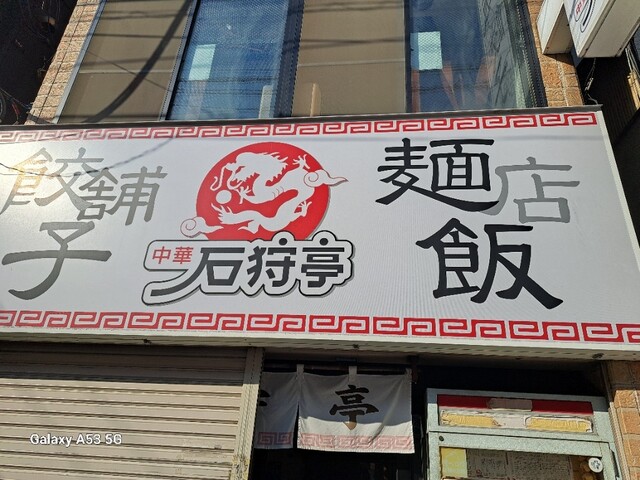 餃子舗
中華
石狩亭
麺飯店
亭
Galaxy A53 5G